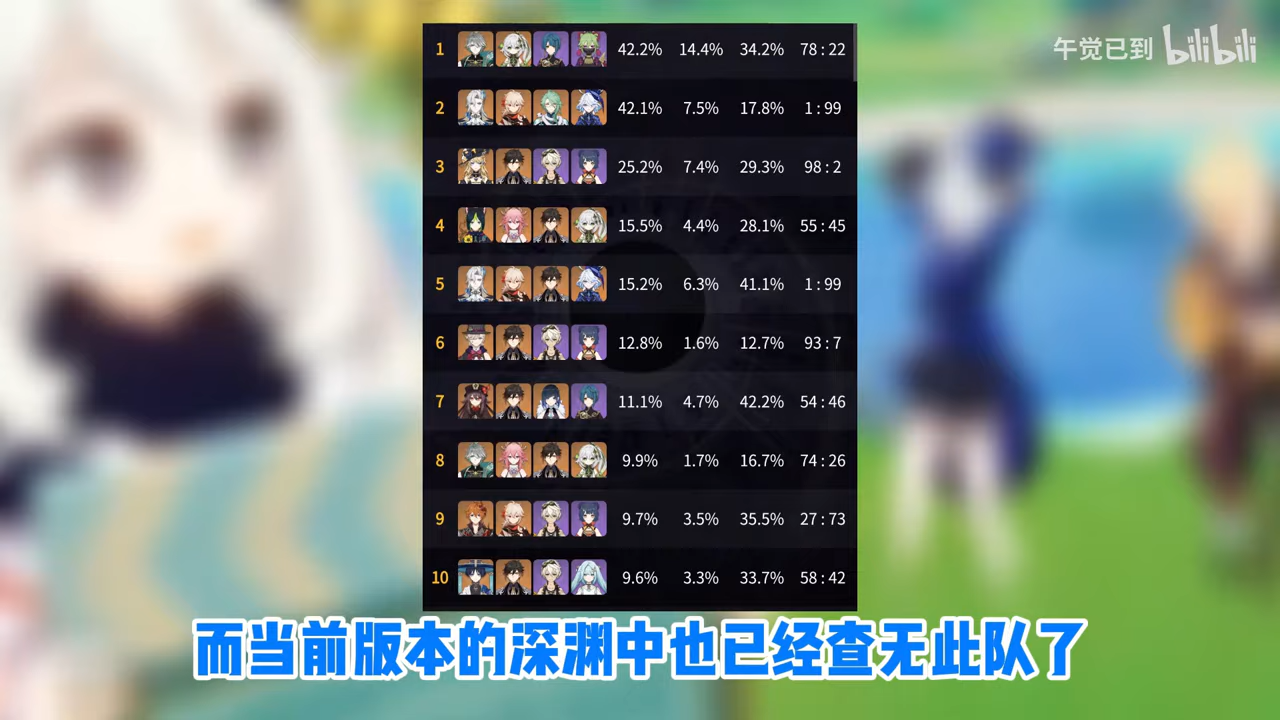 午觉已到 bilibili
1 42.2% 14.4% 34.2% 78 : 22
2 42.1% 7.5% 17.8% 1 : 99
3 25.2% 7.4% 29.3% 98 : 2
4 15.5% 4.4% 28.1% 55 : 45
5 15.2% 6.3% 41.1% 1 : 99
6 12.8% 1.6% 12.7% 93 : 7
7 11.1% 4.7% 42.2% 54 : 46
8 9.9% 1.7% 16.7% 74 : 26
9 9.7% 3.5% 35.5% 27 : 73
10 9.6% 3.3% 33.7% 58 : 42
而当前版本的深渊中也已经查无此队了